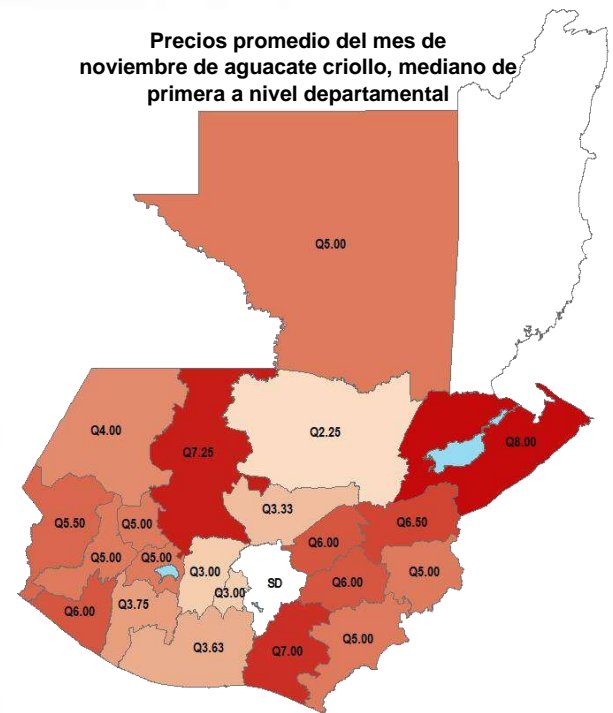 Precios promedio del mes de
noviembre de aguacate criollo, mediano de
primera a nivel departamental
Q5.00
Q4.00
Q7.25
Q2.25
Q8.00
Q3.33
Q6.50
Q5.50
Q5.00
Q6.00
Q5.00
Q5.00
Q3.00
Q3.00
SD
Q6.00
Q5.00
Q6.00
Q3.75
Q3.63
Q7.00
Q5.00